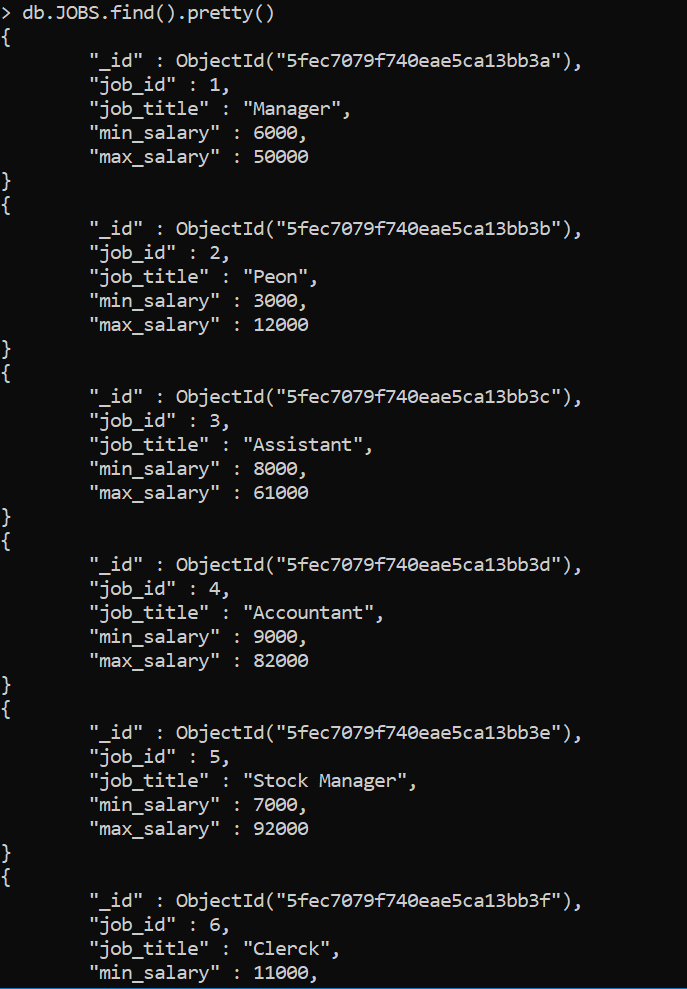 > db.JOBS.find().pretty()
{
"_id" : ObjectId("5fec7079f740eae5ca13bb3a"),
"job_id" : 1,
"job_title" : "Manager",
"min_salary" : 6000,
"max_salary" : 50000
}
{
"_id" : ObjectId("5fec7079f740eae5ca13bb3b"),
"job_id" : 2,
"job_title" : "Peon",
"min_salary" : 3000,
"max_salary" : 12000
}
{
"_id" : ObjectId("5fec7079f740eae5ca13bb3c"),
"job_id" : 3,
"job_title" : "Assistant",
"min_salary" : 8000,
"max_salary" : 61000
}
{
"_id" : ObjectId("5fec7079f740eae5ca13bb3d"),
"job_id" : 4,
"job_title" : "Accountant",
"min_salary" : 9000,
"max_salary" : 82000
}
{
"_id" : ObjectId("5fec7079f740eae5ca13bb3e"),
"job_id" : 5,
"job_title" : "Stock Manager",
"min_salary" : 7000,
"max_salary" : 92000
}
{
"_id" : ObjectId("5fec7079f740eae5ca13bb3f"),
"job_id" : 6,
"job_title" : "Clerck",
"min_salary" : 11000,